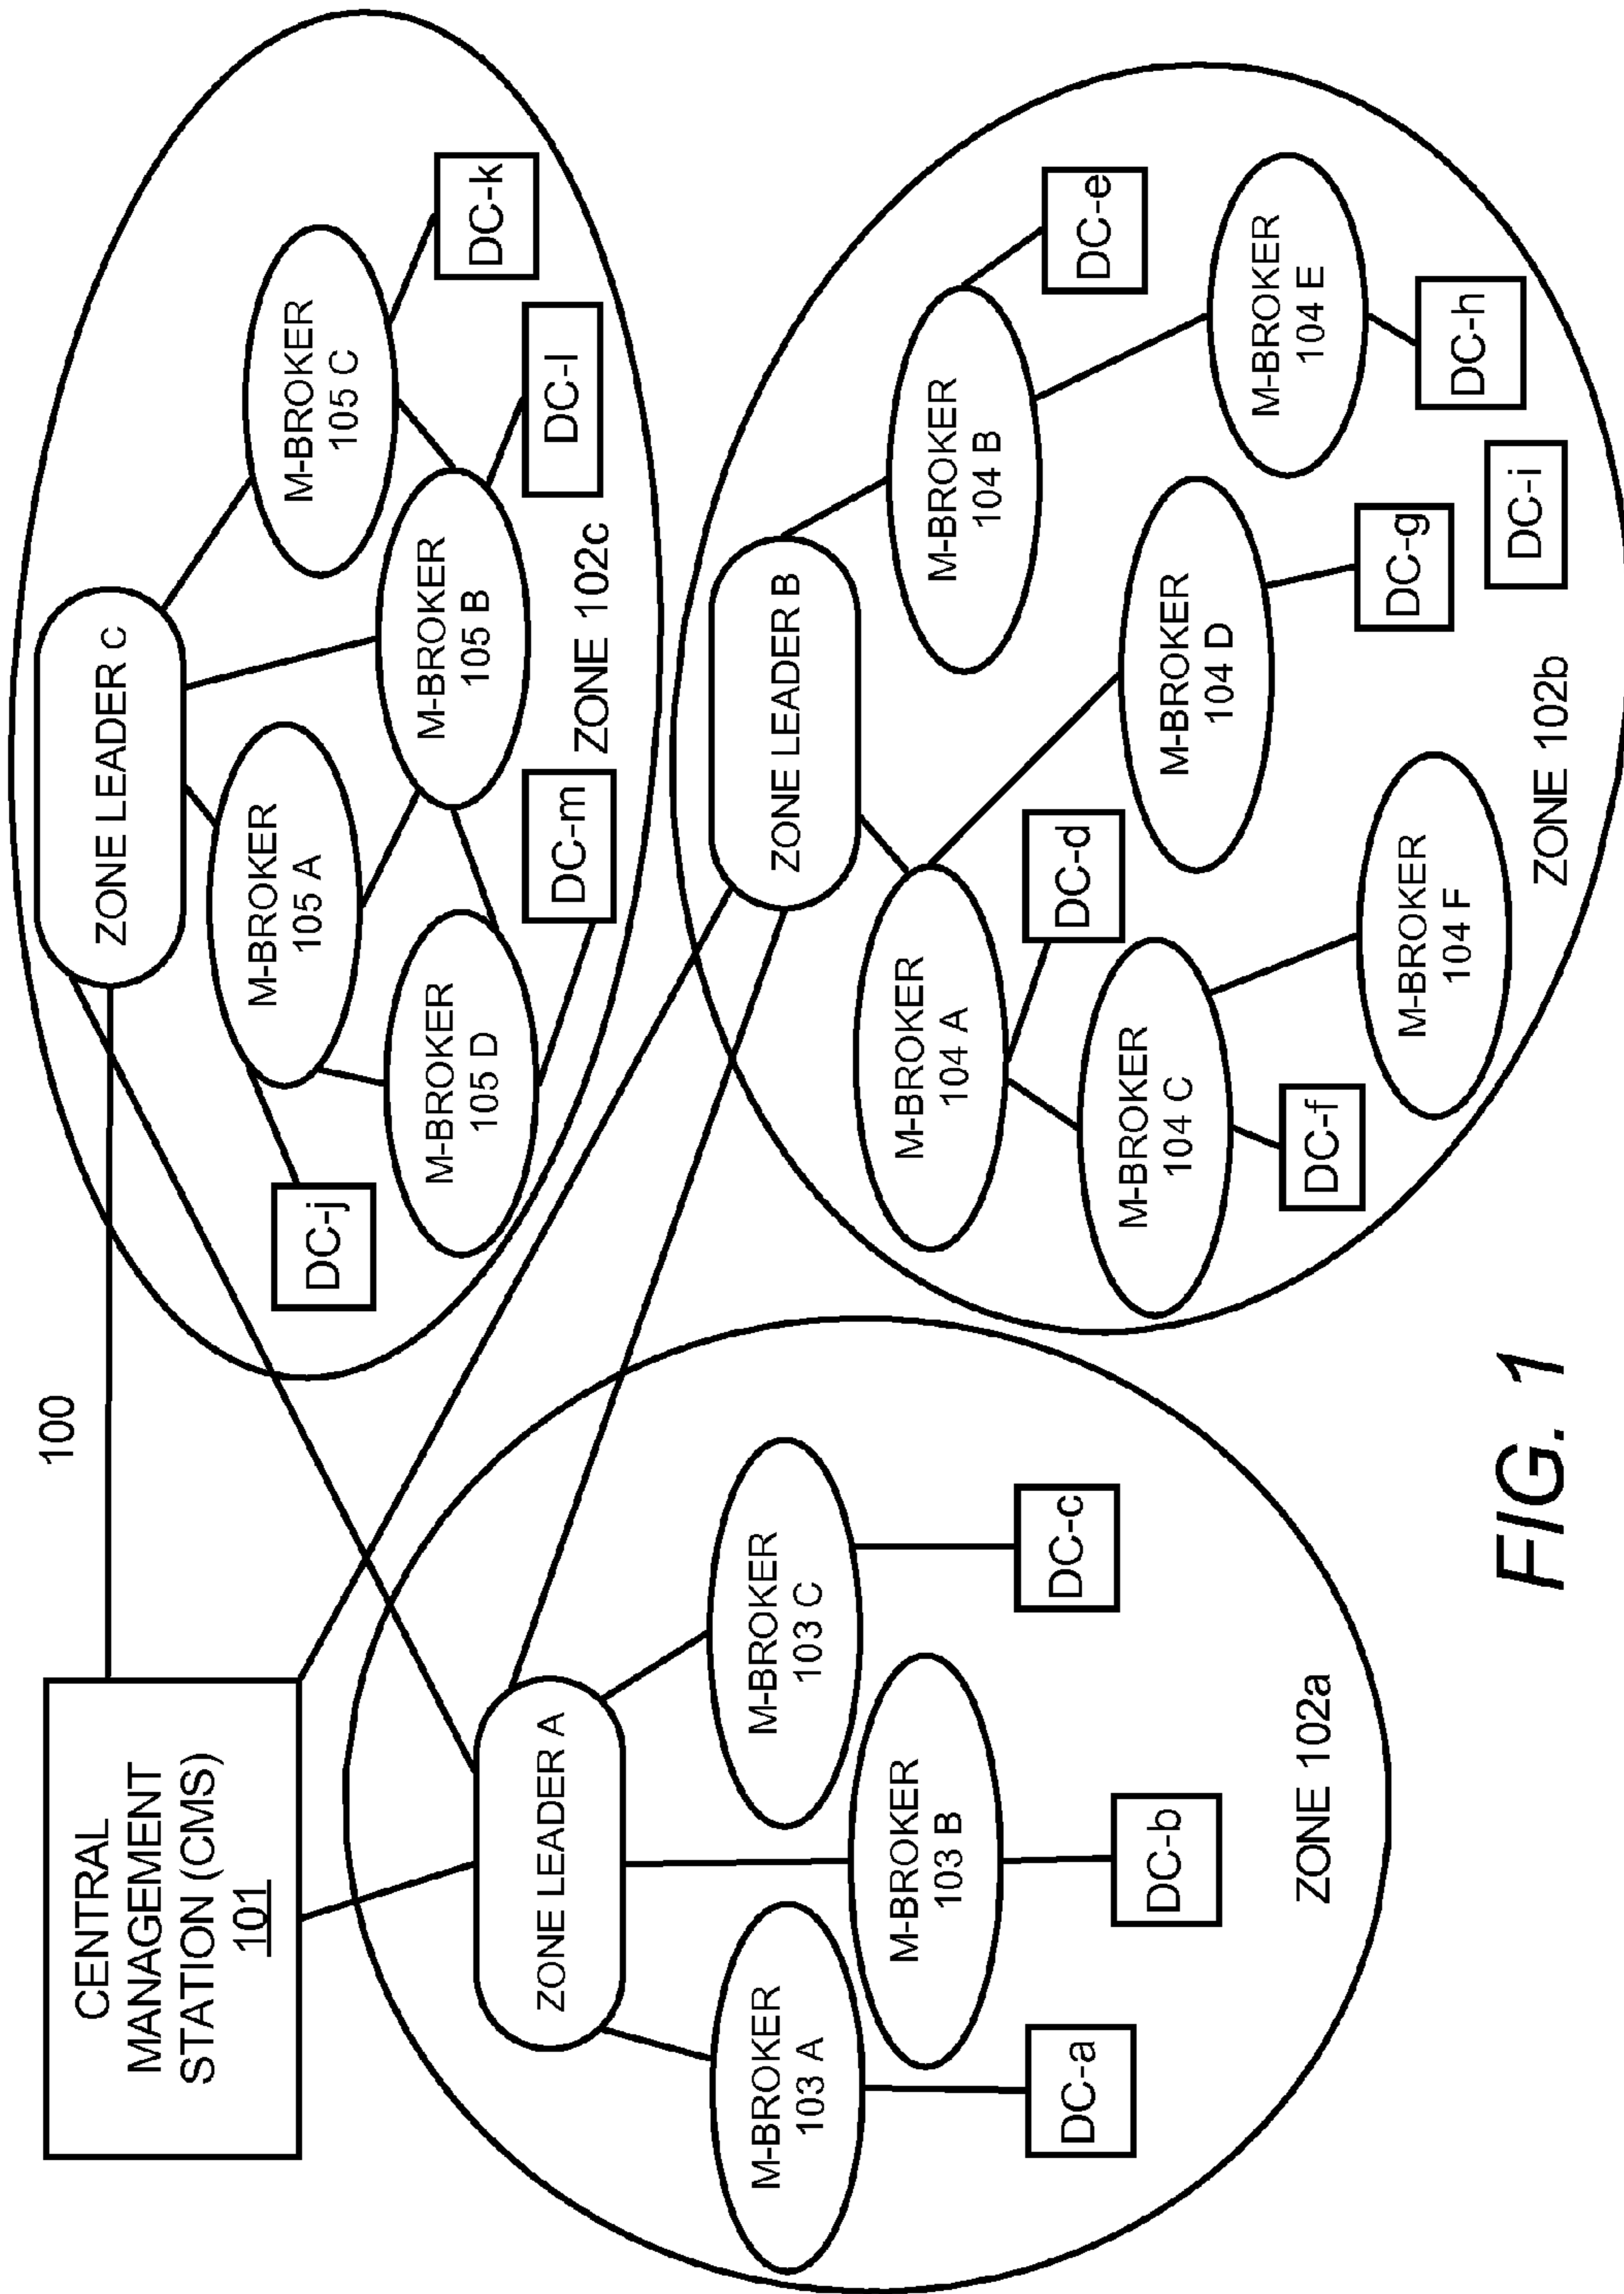 100
CENTRAL
MANAGEMENT
STATION (CMS)
101
ZONE LEADER A
M-BROKER
103 A
M-BROKER
103 B
M-BROKER
103 C
DC-a
DC-b
DC-c
ZONE 102a
ZONE LEADER C
M-BROKER
105 A
M-BROKER
105 B
M-BROKER
105 C
M-BROKER
105 D
DC-j
DC-m
DC-l
DC-k
ZONE 102c
ZONE LEADER B
M-BROKER
104 A
M-BROKER
104 B
M-BROKER
104 C
M-BROKER
104 D
M-BROKER
104 E
M-BROKER
104 F
DC-d
DC-e
DC-f
DC-g
DC-h
DC-i
ZONE 102b
FIG. 1